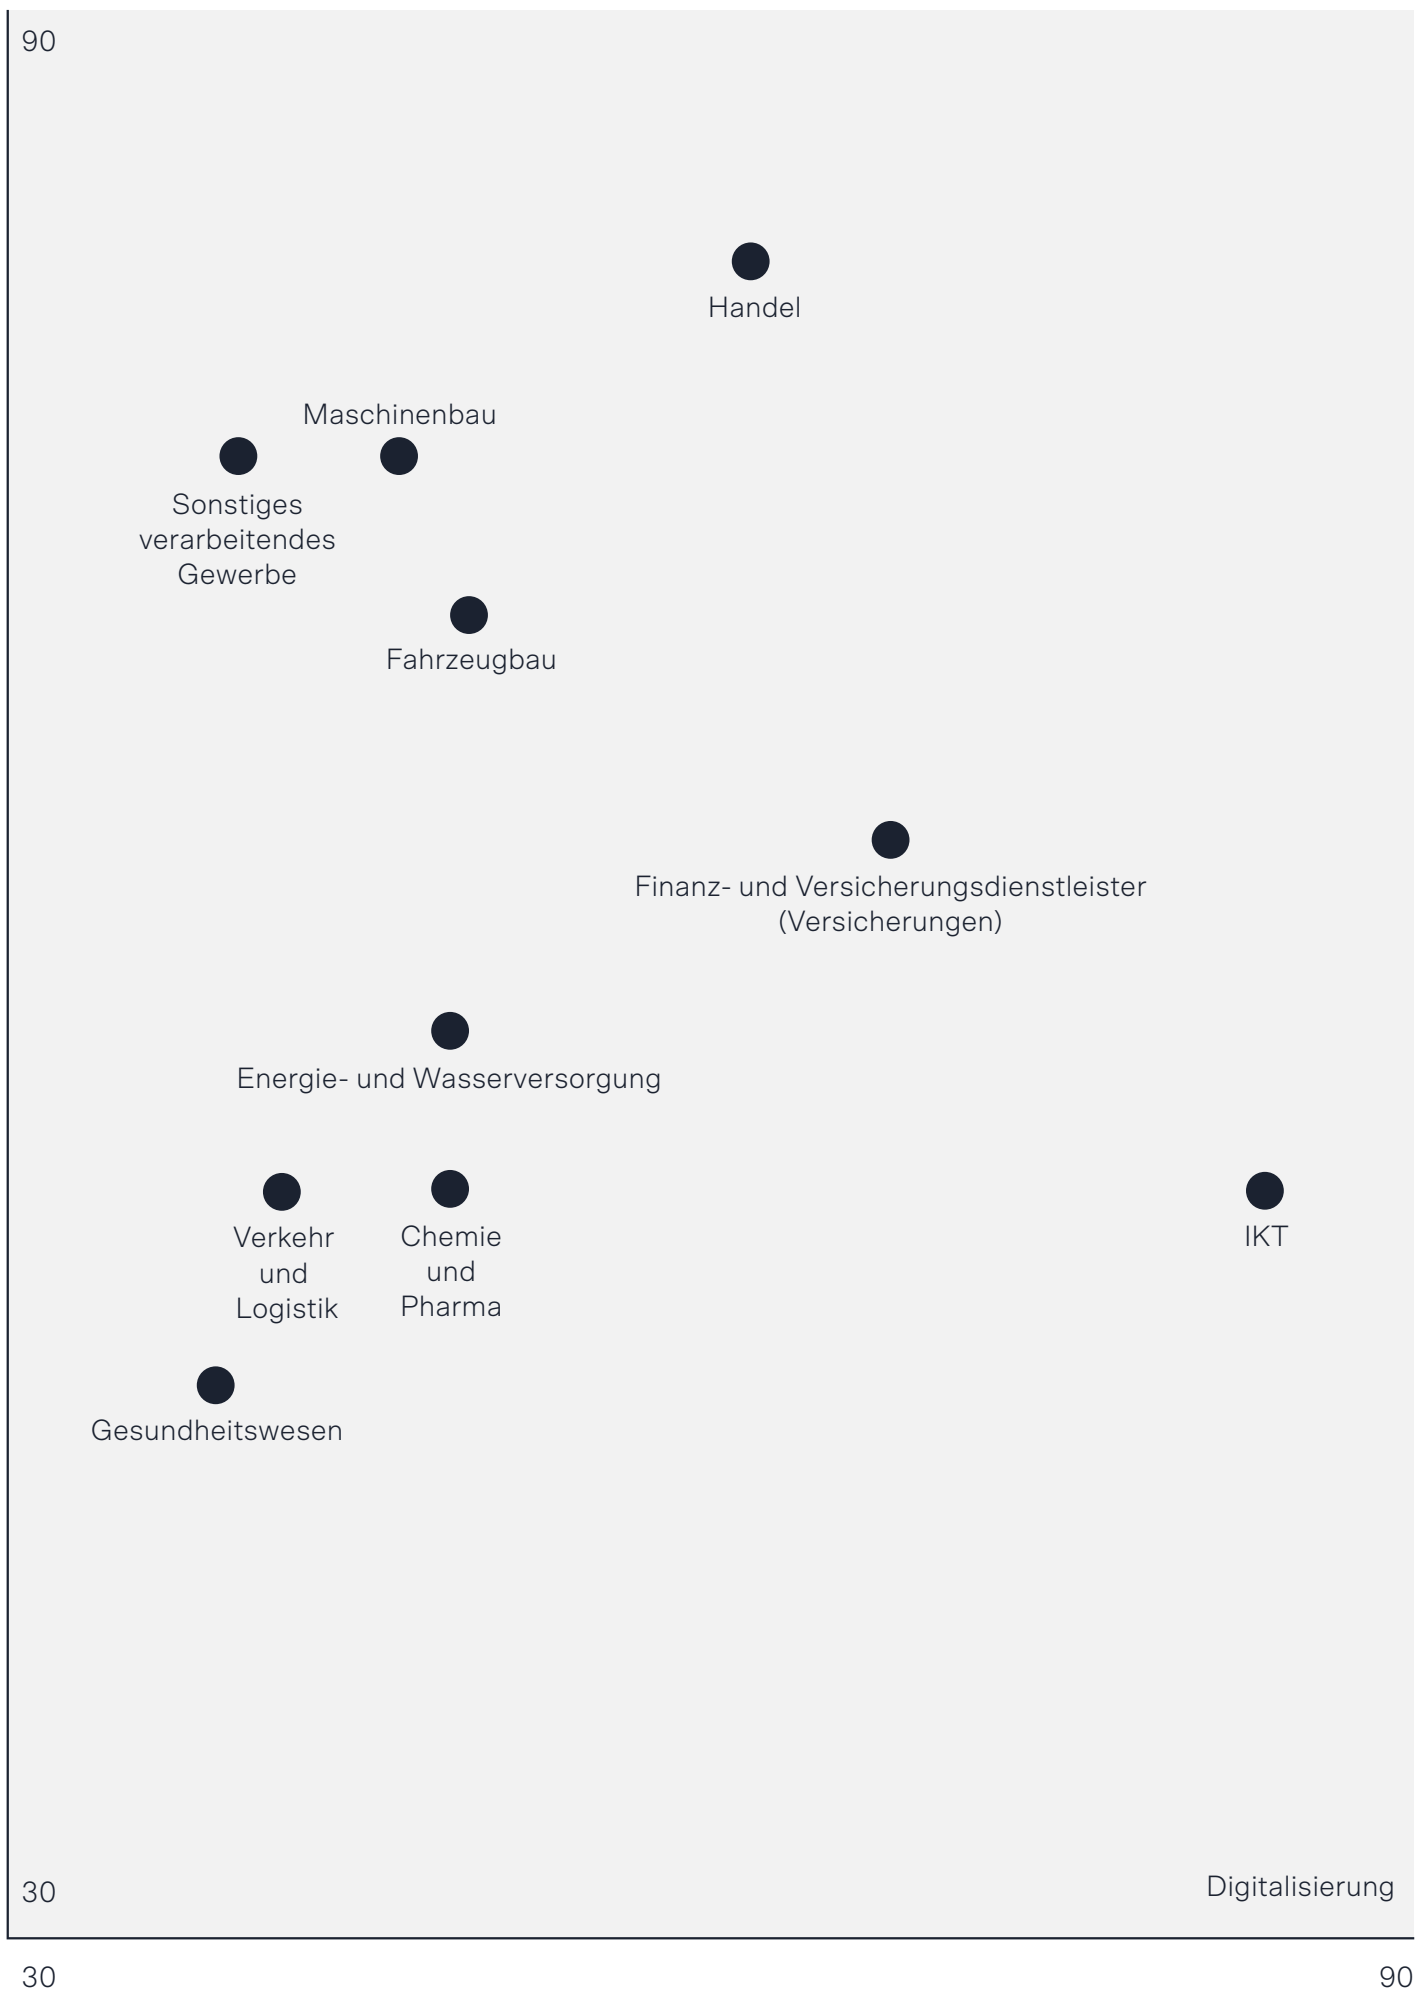 90
Handel
Maschinenbau
Sonstiges
verarbeitendes
Gewerbe
Fahrzeugbau
Finanz- und Versicherungsdienstleister
(Versicherungen)
Energie- und Wasserversorgung
Verkehr
und
Logistik
Chemie
und
Pharma
IKT
Gesundheitswesen
30
Digitalisierung
30
90